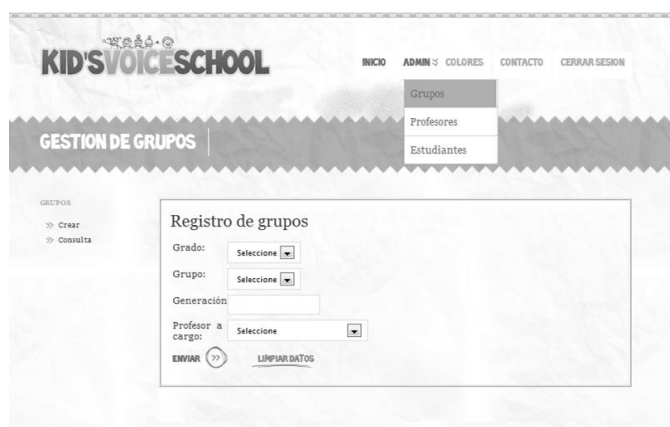 KID'SVOICESCHOOL
INICIO ADMIN COLORES CONTACTO CERRAR SESION
Grupos
Profesores
Estudiantes
GESTION DE GRUPOS
GRUPOS
Crear
Consulta
Registro de grupos
Grado: Seleccione
Grupo: Seleccione
Generación
Profesor a cargo: Seleccione
ENVIAR >> LIMPIAR DATOS